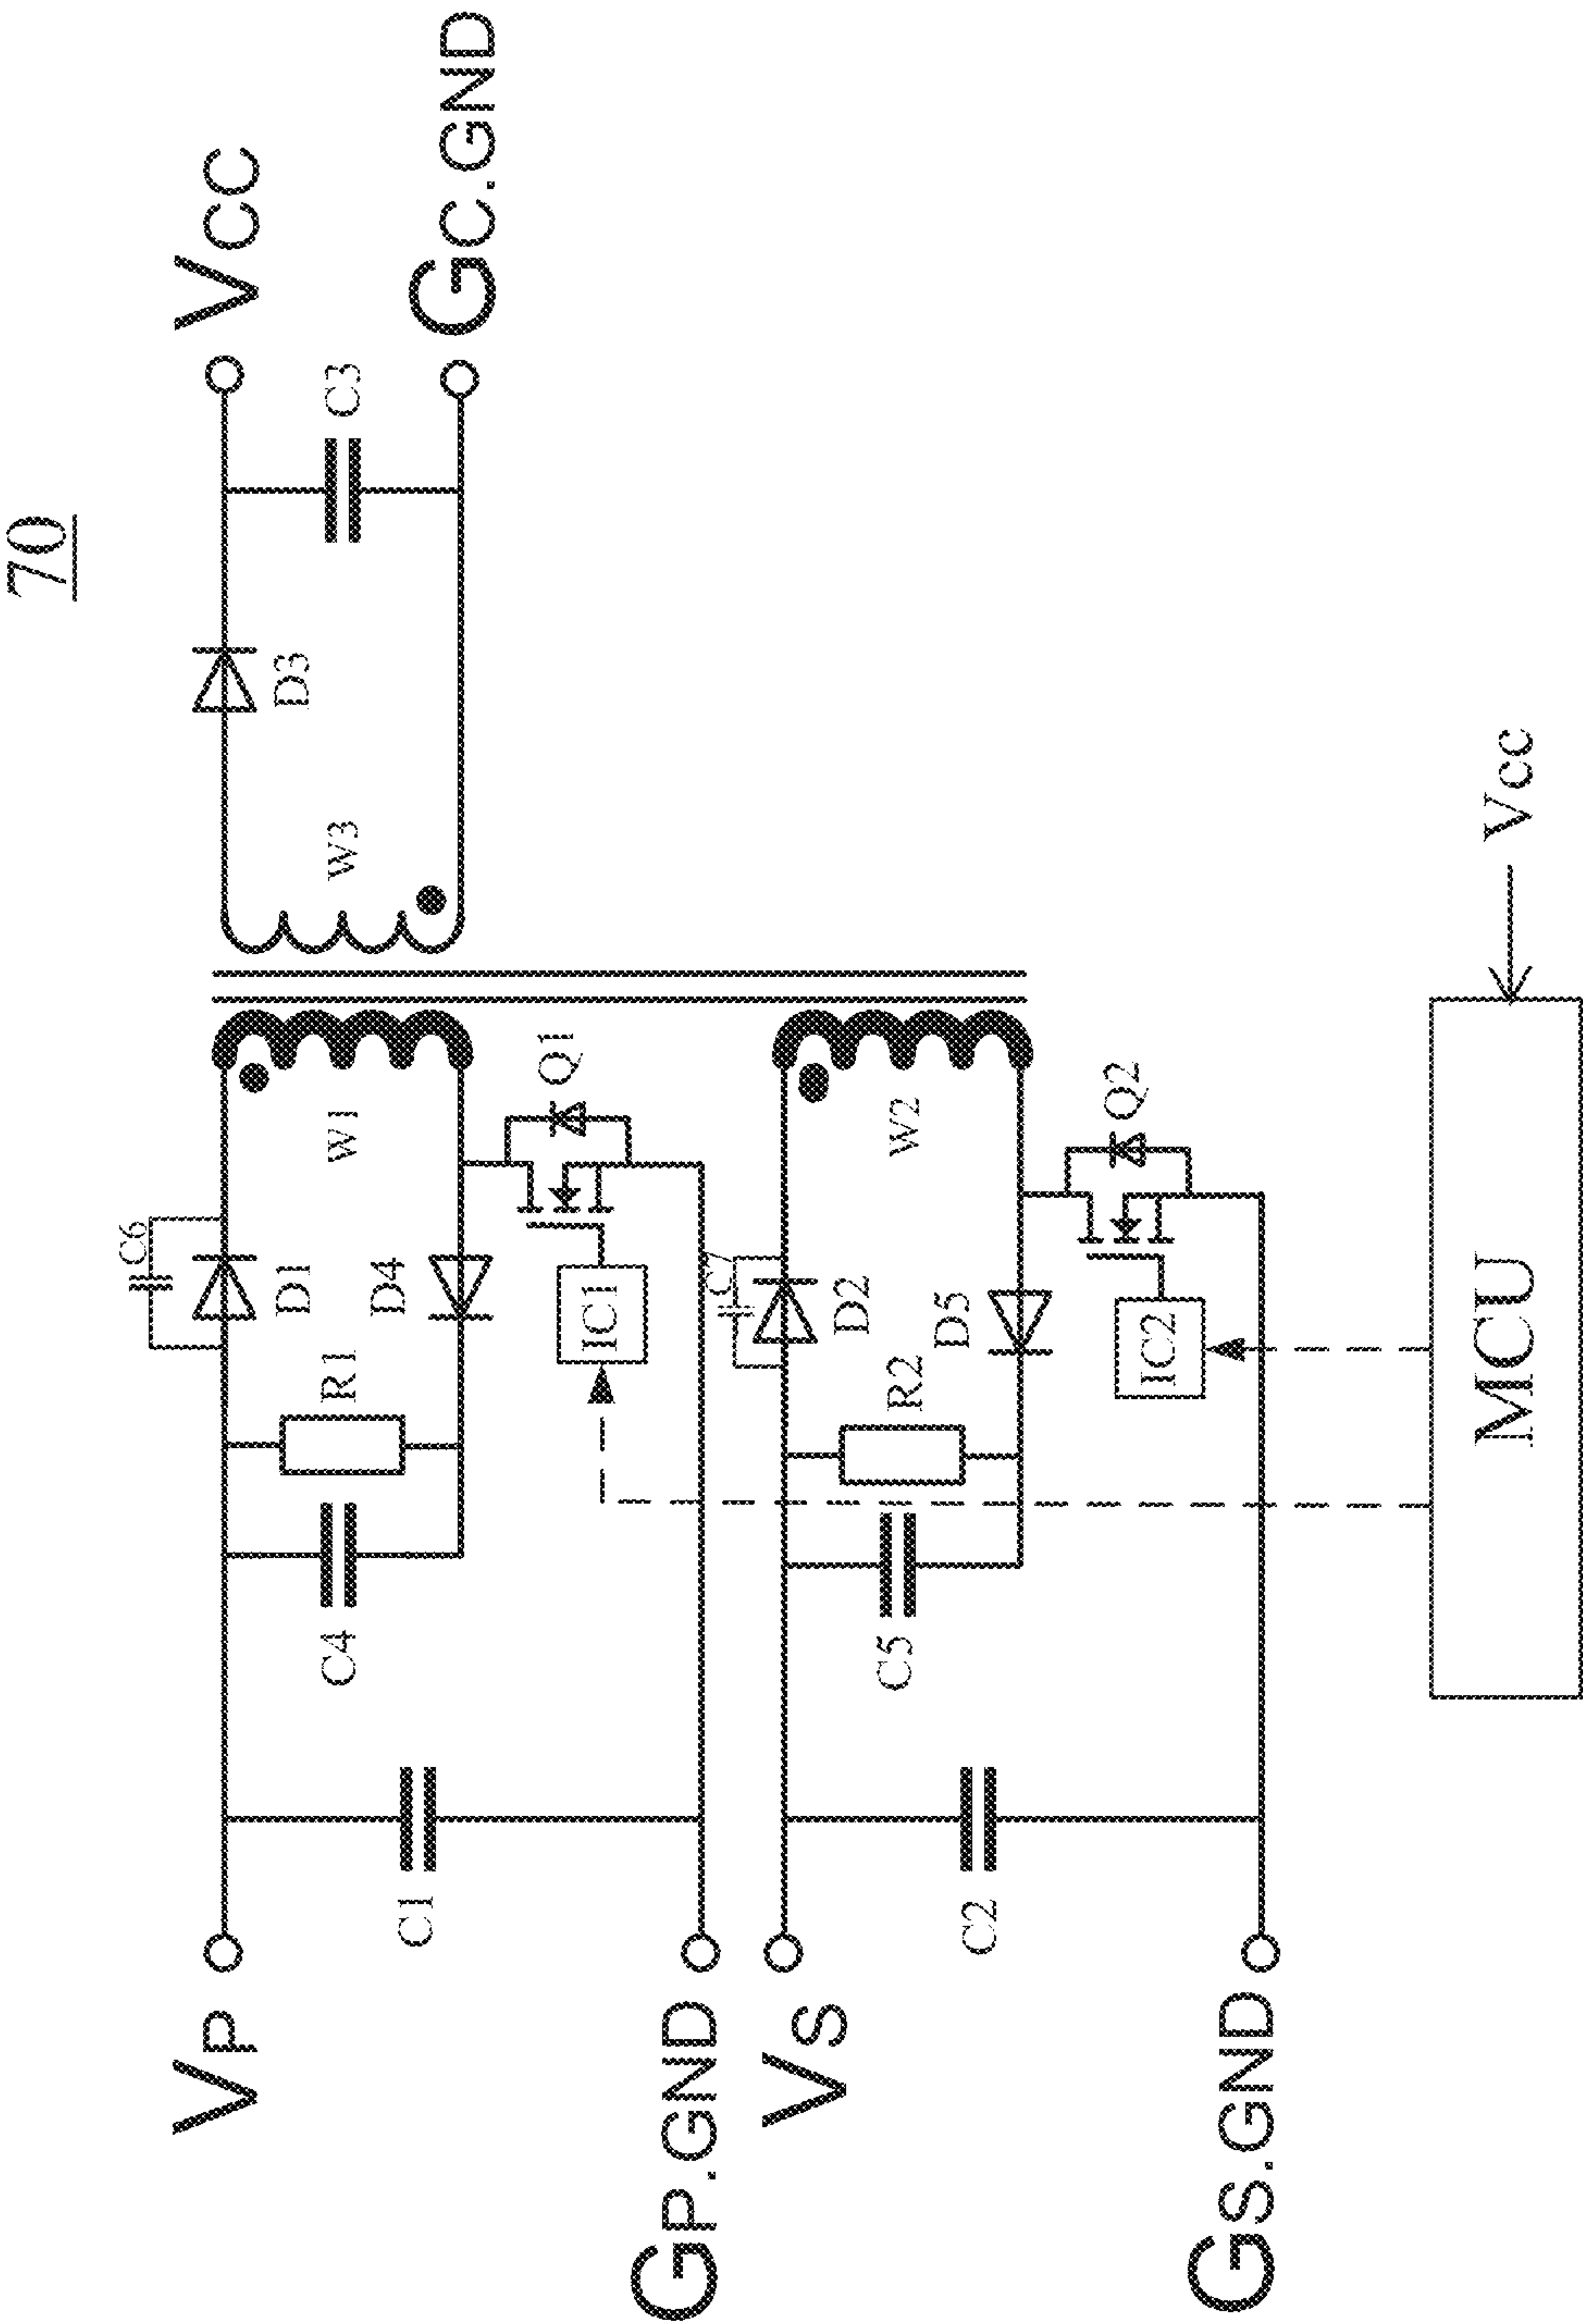 70
VP
GP.GND
VS
GS.GND
C1
C2
C4
R1
C6
D1
D4
W1
Q1
IC1
C5
R2
C7
D2
D5
W2
Q2
IC2
W3
D3
C3
VCC
GC.GND
MCU
Vcc